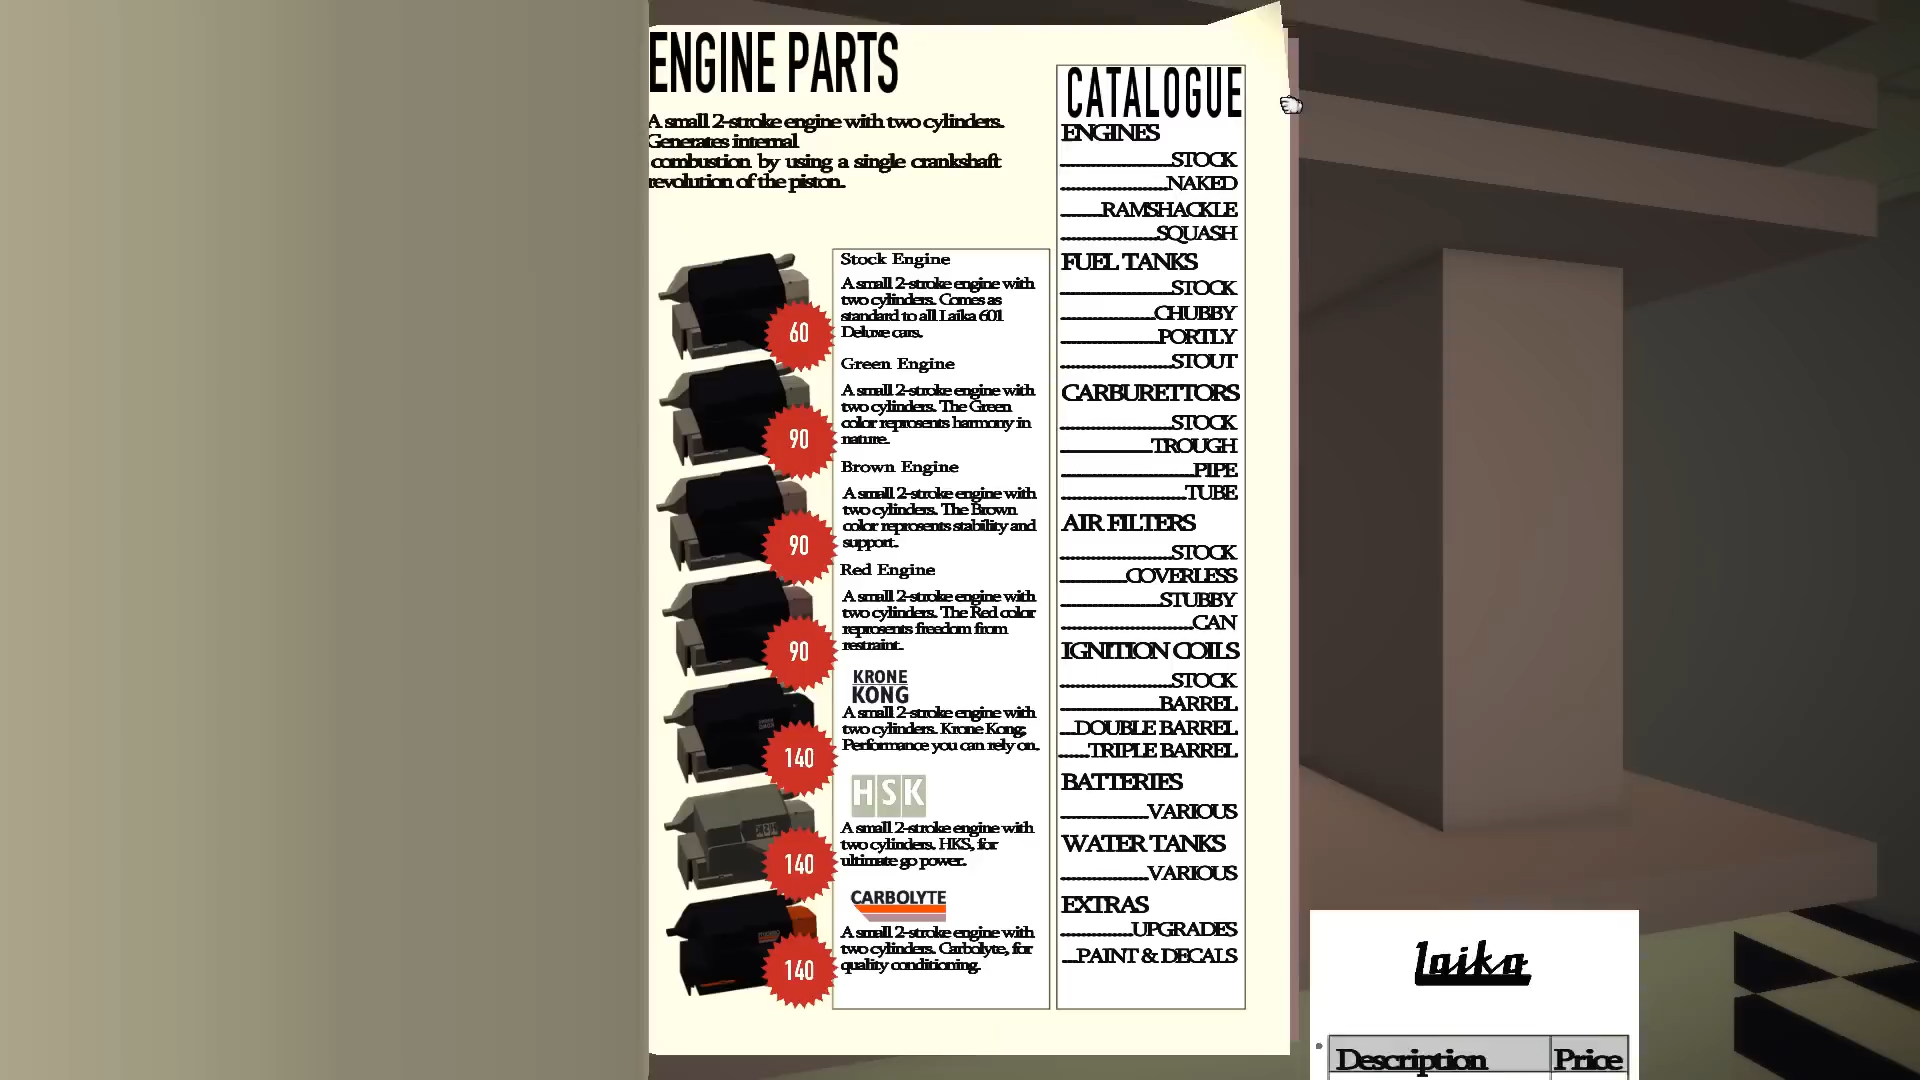 ENGINE PARTS
A small 2-stroke engine with two cylinders.
Generates internal
combustion by using a single crankshaft
revolution of the piston.
60
Stock Engine
A small 2-stroke engine with
two cylinders. Comes as
standard to all Laika 601
Deluxe cars.
90
Green Engine
A small 2-stroke engine with
two cylinders. The Green
color represents harmony in
nature.
90
Brown Engine
A small 2-stroke engine with
two cylinders. The Brown
color represents stability and
support.
90
Red Engine
A small 2-stroke engine with
two cylinders. The Red color
represents freedom from
restraint.
140
KRONE
KONG
A small 2-stroke engine with
two cylinders. Krone Kong;
Performance you can rely on.
140
HSK
A small 2-stroke engine with
two cylinders. HKS, for
ultimate go power.
140
CARBOLYTE
A small 2-stroke engine with
two cylinders. Carbolyte, for
quality conditioning.
CATALOGUE
ENGINES
STOCK
NAKED
RAMSHACKLE
SQUASH
FUEL TANKS
STOCK
CHUBBY
PORTLY
STOUT
CARBURETTORS
STOCK
TROUGH
PIPE
TUBE
AIR FILTERS
STOCK
COVERLESS
STUBBY
CAN
IGNITION COILS
STOCK
BARREL
DOUBLE BARREL
TRIPLE BARREL
BATTERIES
VARIOUS
WATER TANKS
VARIOUS
EXTRAS
UPGRADES
PAINT & DECALS
laika
Description Price